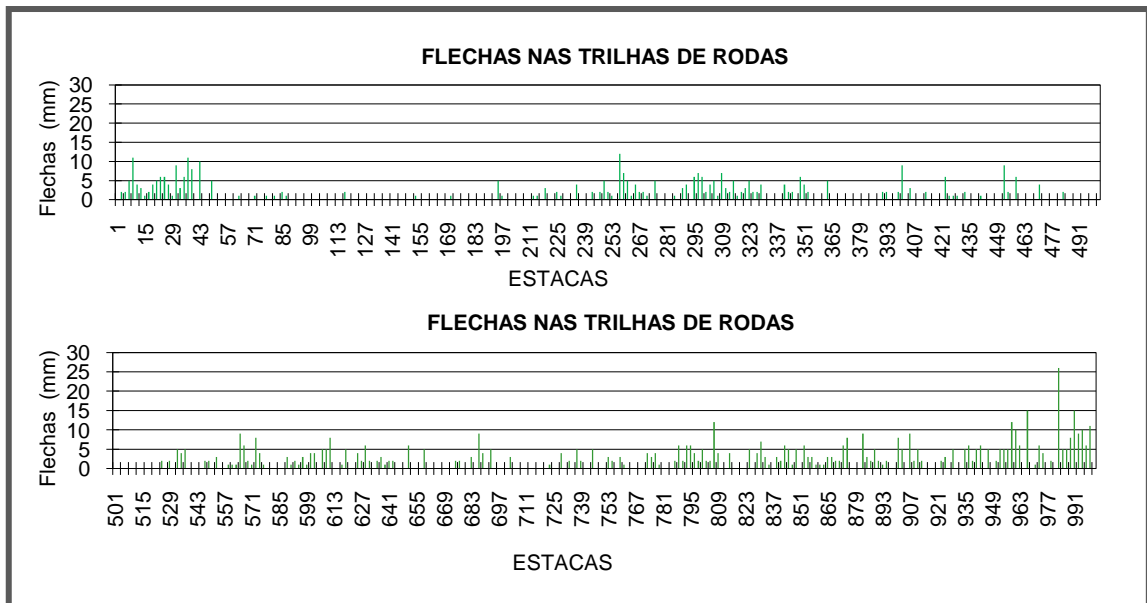 FLECHAS NAS TRILHAS DE RODAS
Flechas (mm)
30
25
20
15
10
5
0
1 15 29 43 57 71 85 99 113 127 141 155 169 183 197 211 225 239 253 267 281 295 309 323 337 351 365 379 393 407 421 435 449 463 477 491
ESTACAS
FLECHAS NAS TRILHAS DE RODAS
Flechas (mm)
30
25
20
15
10
5
0
501 515 529 543 557 571 585 599 613 627 641 655 669 683 697 711 725 739 753 767 781 795 809 823 837 851 865 879 893 907 921 935 949 963 977 991
ESTACAS